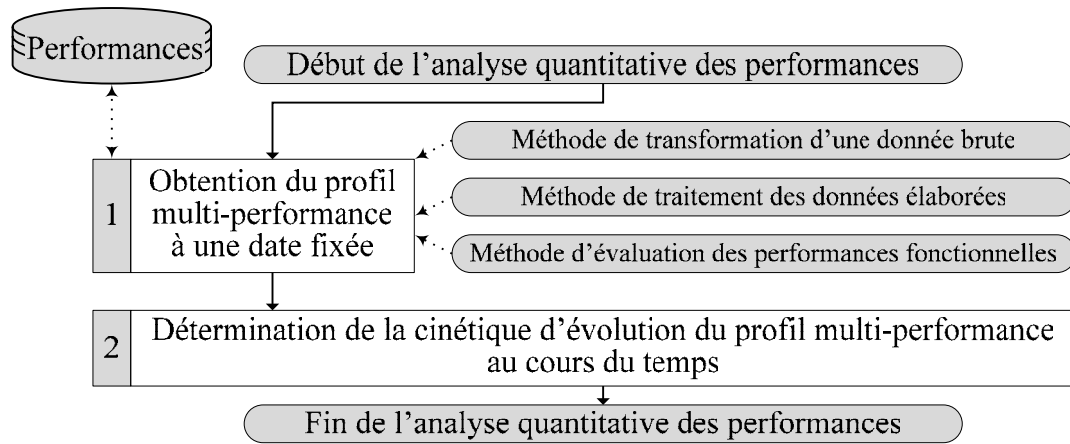 Performances
Début de l'analyse quantitative des performances
Méthode de transformation d'une donnée brute
1
Obtention du profil
multi-performance
à une date fixée
Méthode de traitement des données élaborées
Méthode d'évaluation des performances fonctionnelles
2
Détermination de la cinétique d'évolution du profil multi-performance
au cours du temps
Fin de l'analyse quantitative des performances